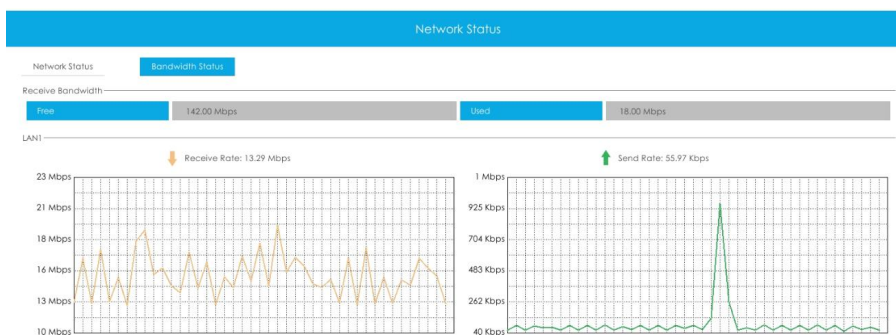 Network Status
Network Status Bandwidth Status
Receive Bandwidth
Free 142.00 Mbps Used 18.00 Mbps
LAN1
Receive Rate: 13.29 Mbps Send Rate: 55.97 Kbps
23 Mbps 1 Mbps
21 Mbps 925 Kbps
18 Mbps 704 Kbps
16 Mbps 483 Kbps
13 Mbps 262 Kbps
10 Mbps 40 Kbps